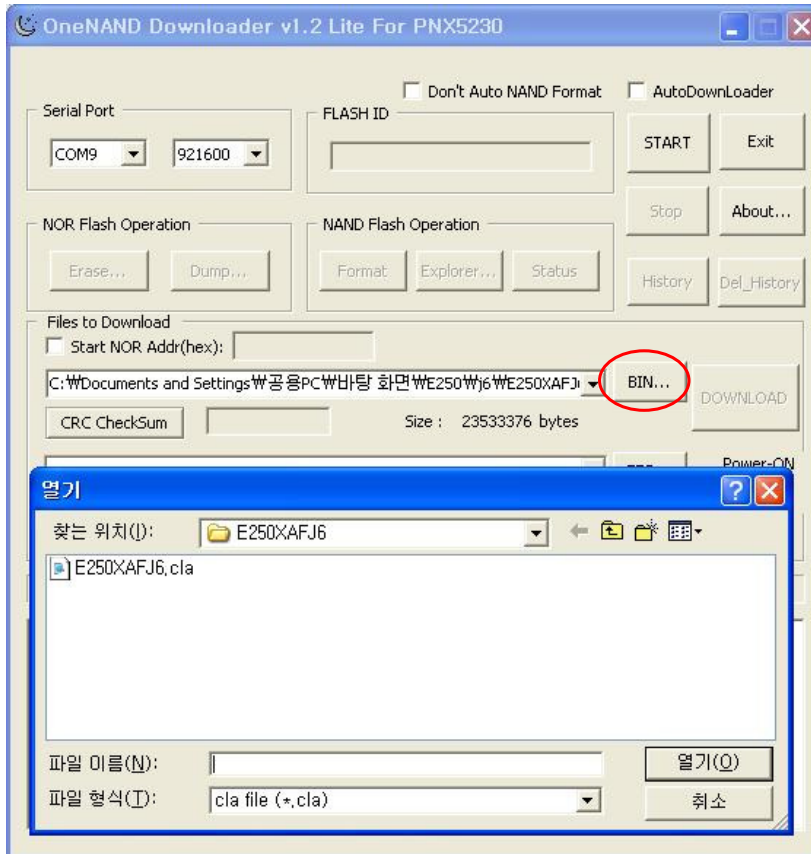 OneNAND Downloader v1.2 Lite For PNX5230
Don't Auto NAND Format
AutoDownLoader
Serial Port
FLASH ID
COM9
921600
START
Exit
Stop
About...
NOR Flash Operation
NAND Flash Operation
Erase...
Dump...
Format
Explorer...
Status
History
Del_History
Files to Download
Start NOR Addr(hex):
C:₩Documents and Settings₩공용PC₩바탕 화면₩E250₩j6₩E250XAFJ
BIN...
DOWNLOAD
CRC CheckSum
Size : 23533376 bytes
Power-ON
열기
찾는 위치(I):
E250XAFJ6
E250XAFJ6.cla
파일 이름(N):
열기(O)
파일 형식(T):
cla file (*.cla)
취소